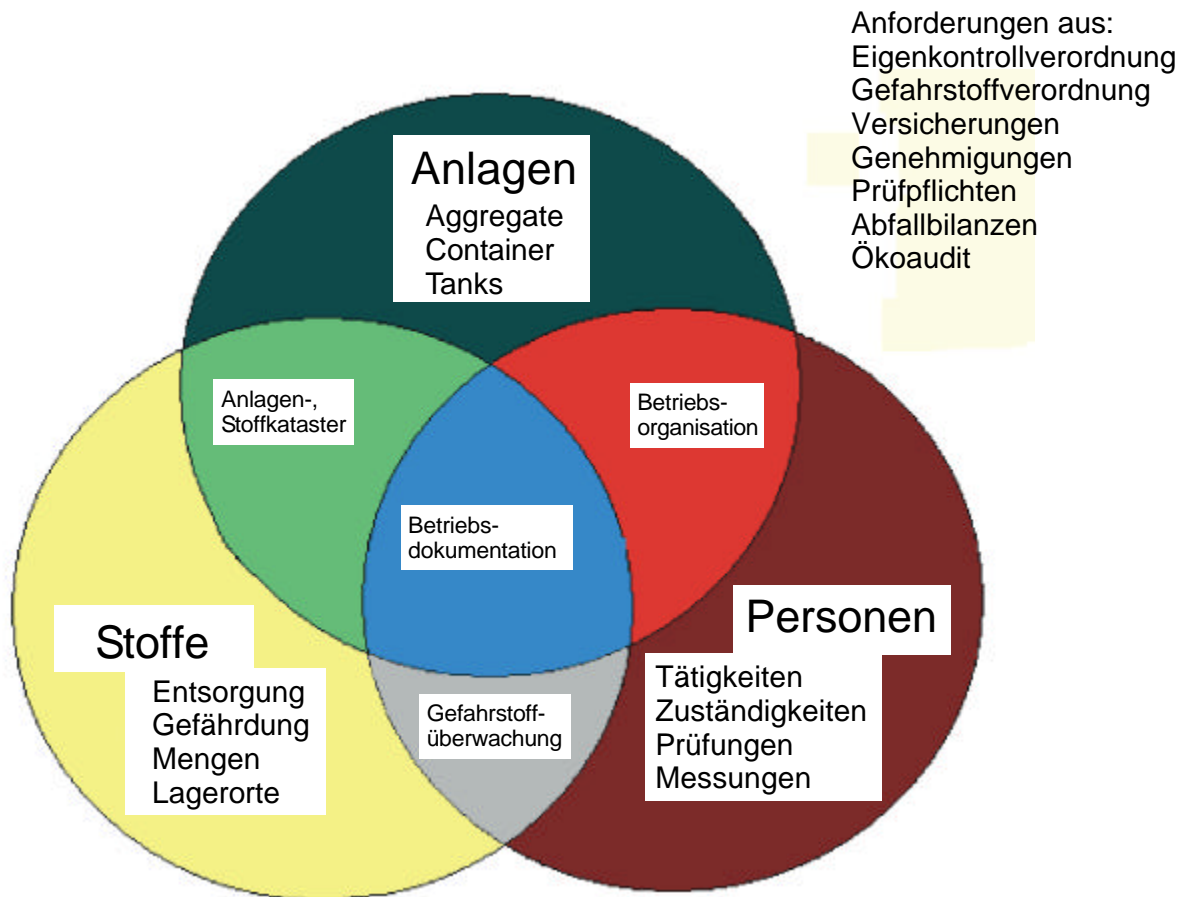 Anforderungen aus:
Eigenkontrollverordnung
Gefahrstoffverordnung
Versicherungen
Genehmigungen
Prüfpflichten
Abfallbilanzen
Ökoaudit
Anlagen
Aggregate
Container
Tanks
Anlagen-,
Stoffkataster
Betriebs-
organisation
Betriebs-
dokumentation
Stoffe
Entsorgung
Gefährdung
Mengen
Lagerorte
Gefahrstoff-
überwachung
Personen
Tätigkeiten
Zuständigkeiten
Prüfungen
Messungen